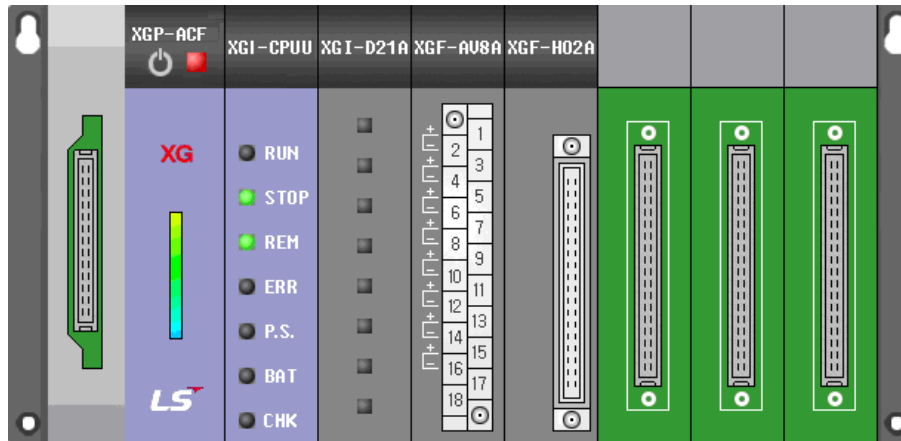 XGP-ACF
XGI-CPUU
XGI-D21A
XGF-AV8A
XGF-HO2A
XG
LS
RUN
STOP
REM
ERR
P.S.
BAT
CHK
+
-
+
-
+
-
+
-
+
-
+
-
+
-
+
-
1
2
3
4
5
6
7
8
9
10
11
12
13
14
15
16
17
18